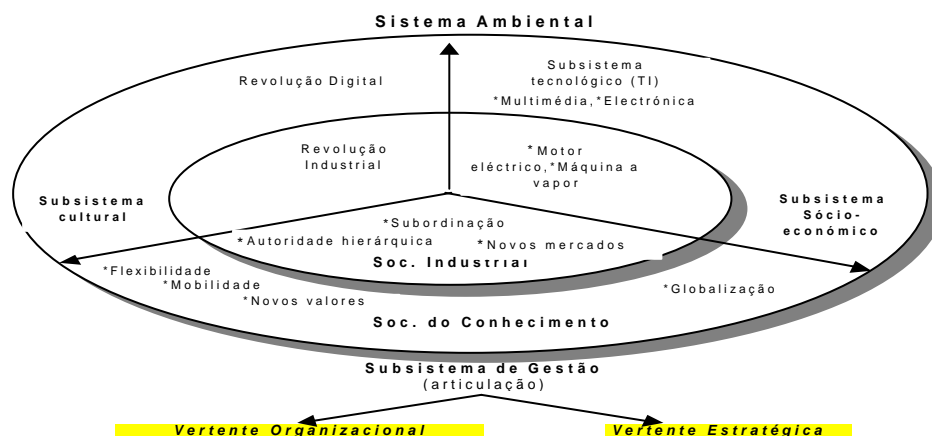 Sistema Ambiental
Revolução Digital
Subsistema
tecnológico (TI)
*Multimédia,*Electrónica
Revolução
Industrial
*Motor
eléctrico,*Máquina a
vapor
Subsistema
cultural
Subsistema
Sócio-
económico
*Subordinação
*Autoridade hierárquica
*Novos mercados
Soc. Industrial
*Flexibilidade
*Mobilidade
*Novos valores
*Globalização
Soc. do Conhecimento
Subsistema de Gestão
(articulação)
Vertente Organizacional
Vertente Estratégica